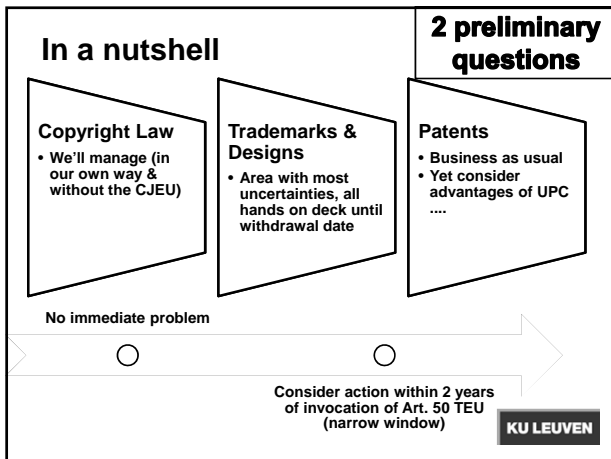 In a nutshell
2 preliminary
questions
Copyright Law
• We'll manage (in
our own way &
without the CJEU)
Trademarks &
Designs
• Area with most
uncertainties, all
hands on deck until
withdrawal date
Patents
• Business as usual
• Yet consider
advantages of UPC
....
No immediate problem
Consider action within 2 years
of invocation of Art. 50 TEU
(narrow window)
KU LEUVEN